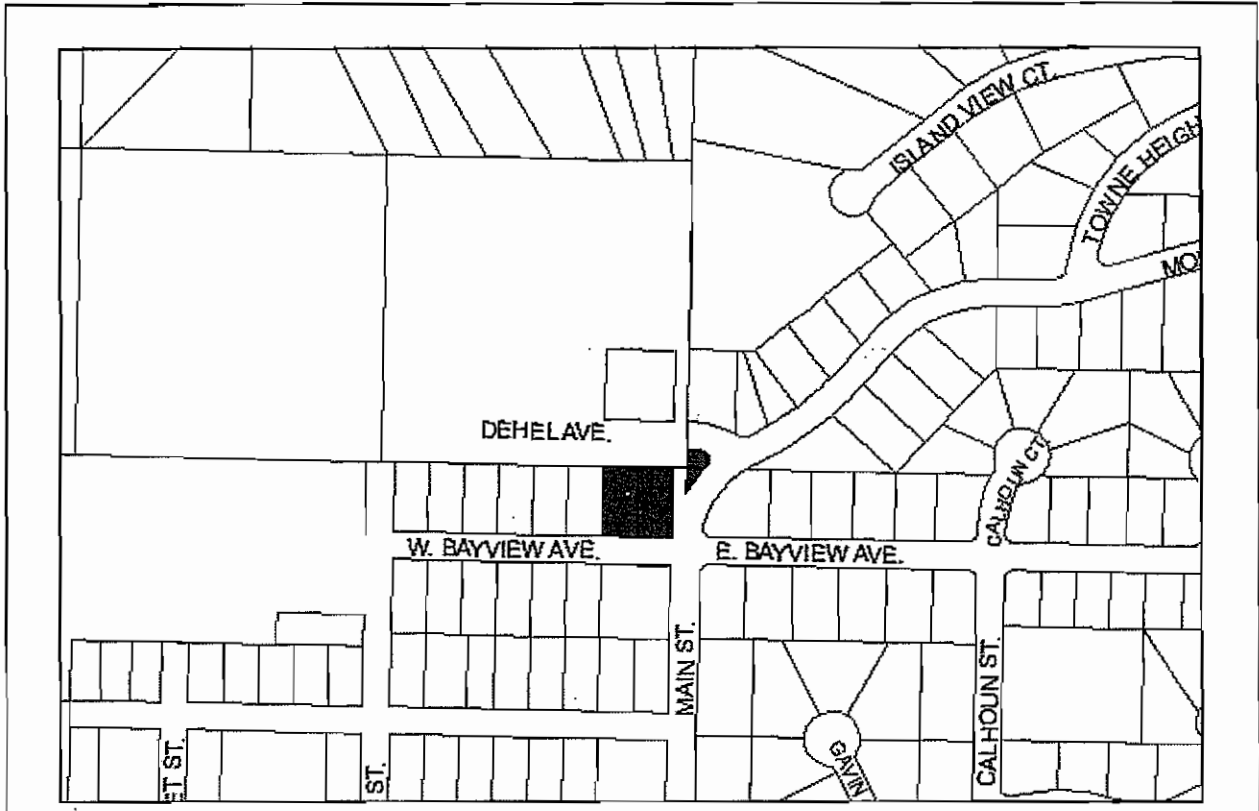 ISLAND VIEW CT.
TOWNE HEIGH
MO
DEHEL AVE.
CALHOUN CT.
W. BAYVIEW AVE.
E. BAYVIEW AVE.
MAIN ST.
CALHOUN ST.
GAVIN
ET ST.
ST.